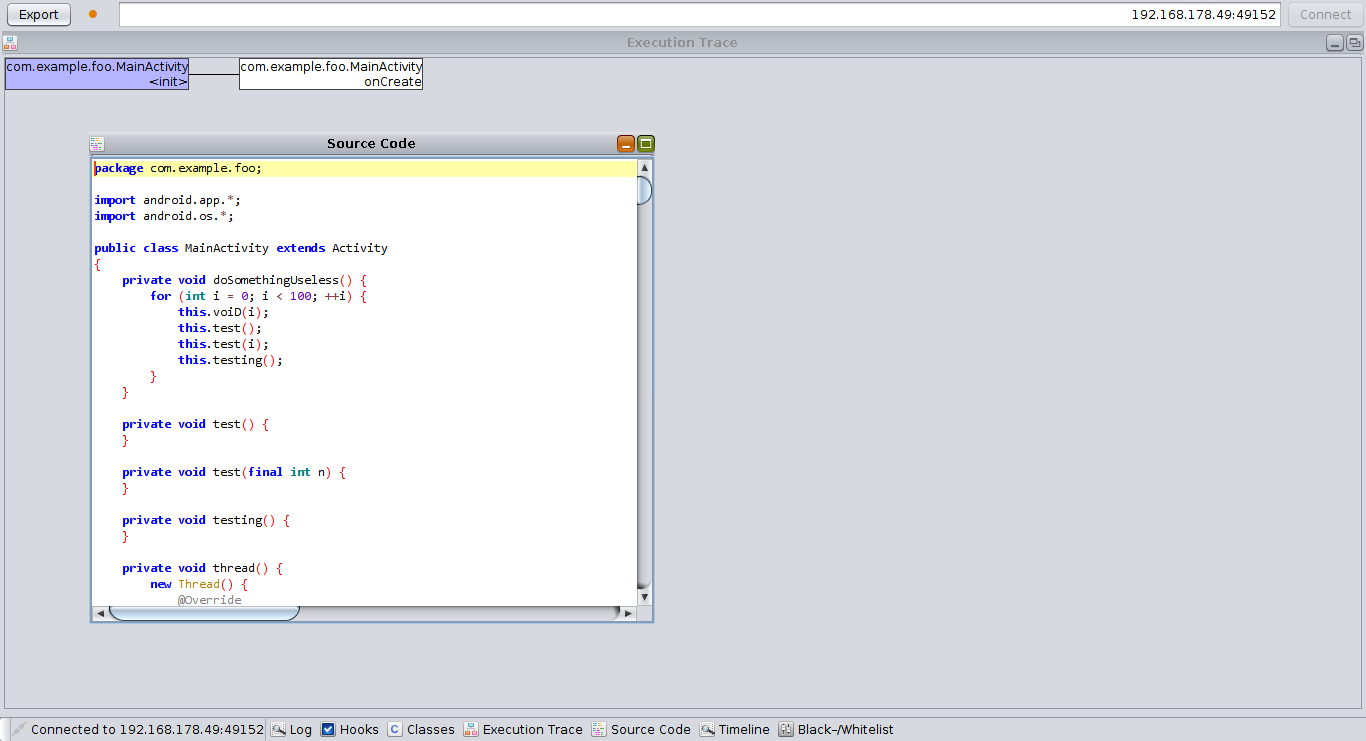 Export 192.168.178.49:49152 Connect
Execution Trace
com.example.foo.MainActivity
<init>
com.example.foo.MainActivity
onCreate
Source Code
package com.example.foo;
import android.app.*;
import android.os.*;
public class MainActivity extends Activity
{
    private void doSomethingUseless() {
        for (int i = 0; i < 100; ++i) {
            this.voiD(i);
            this.test();
            this.test(i);
            this.testing();
        }
    }
    private void test() {
    }
    private void test(final int n) {
    }
    private void testing() {
    }
    private void thread() {
        new Thread() {
            @Override
Connected to 192.168.178.49:49152 Log Hooks C Classes Execution Trace Source Code Timeline Black-/Whitelist